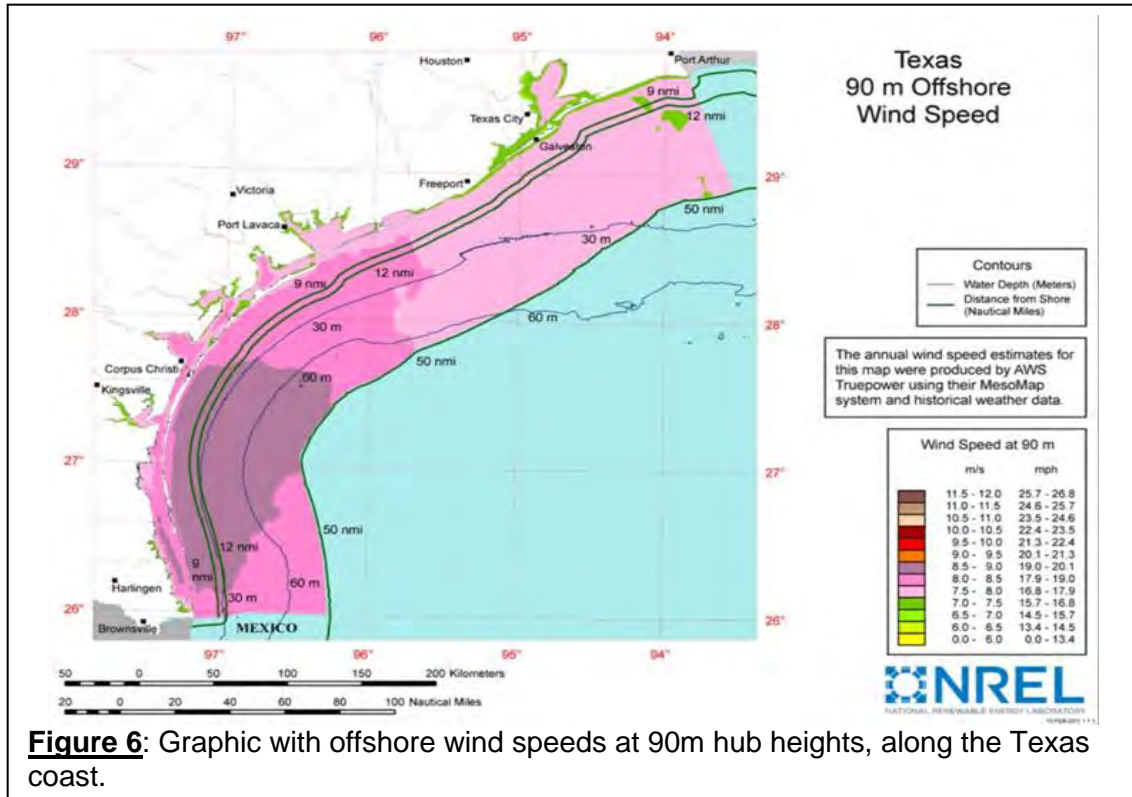 97°
96°
95°
94°
Houston
Port Arthur
9 nmi
Texas City
12 nmi
Galveston
29°
29°
Freeport
Victoria
50 nmi
Port Lavaca
30 m
12 nmi
9 nmi
28°
60 m
28°
30 m
50 nmi
Corpus Christi
60 m
Kingsville
27°
27°
50 nmi
12 nmi
9
nmi
60 m
Harlingen
30 m
26°
26°
Brownsville
MEXICO
97°
96°
95°
94°
50 0 50 100 150 200 Kilometers
20 0 20 40 60 80 100 Nautical Miles
Texas
90 m Offshore
Wind Speed
Contours
Water Depth (Meters)
Distance from Shore
(Nautical Miles)
The annual wind speed estimates for
this map were produced by AWS
Truepower using their MesoMap
system and historical weather data.
Wind Speed at 90 m
m/s mph
11.5 - 12.0 25.7 - 26.8
11.0 - 11.5 24.6 - 25.7
10.5 - 11.0 23.5 - 24.6
10.0 - 10.5 22.4 - 23.5
9.5 - 10.0 21.3 - 22.4
9.0 - 9.5 20.1 - 21.3
8.5 - 9.0 19.0 - 20.1
8.0 - 8.5 17.9 - 19.0
7.5 - 8.0 16.8 - 17.9
7.0 - 7.5 15.7 - 16.8
6.5 - 7.0 14.5 - 15.7
6.0 - 6.5 13.4 - 14.5
0.0 - 6.0 0.0 - 13.4
NREL
NATIONAL RENEWABLE ENERGY LABORATORY
Figure 6: Graphic with offshore wind speeds at 90m hub heights, along the Texas
coast.